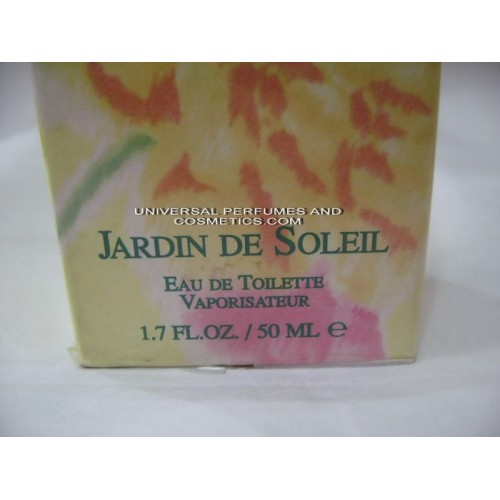 UNIVERSAL PERFUMES AND
COSMETICS.COM
JARDIN DE SOLEIL
EAU DE TOILETTE
VAPORISATEUR
1.7 FL.OZ. / 50 ML ℮